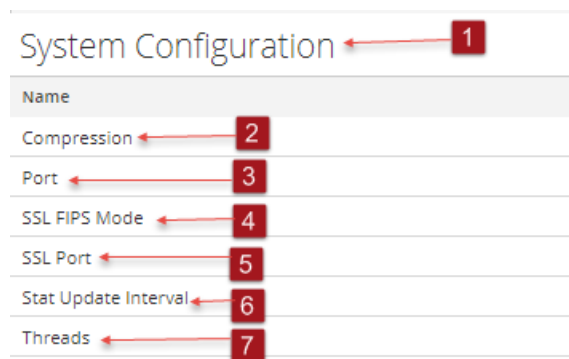 System Configuration 1
Name
Compression 2
Port 3
SSL FIPS Mode 4
SSL Port 5
Stat Update Interval 6
Threads 7